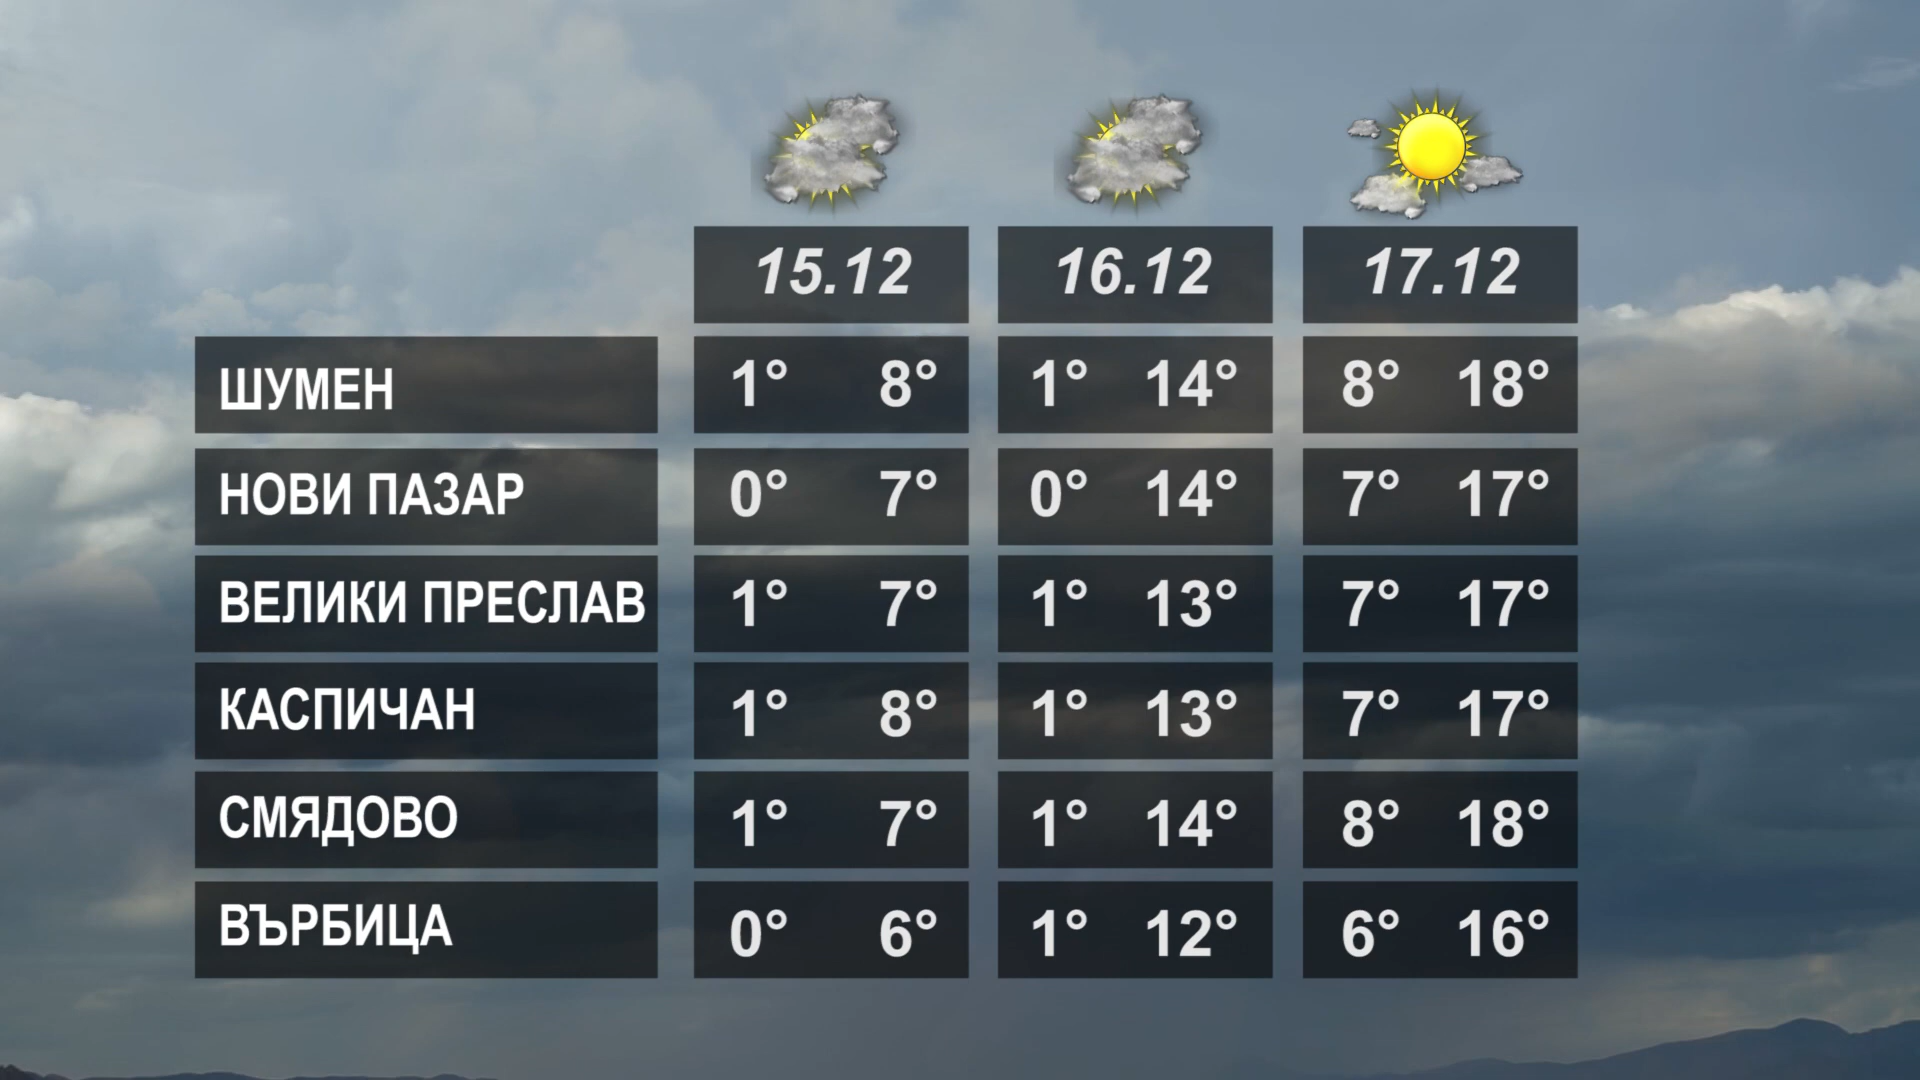 15.12 16.12 17.12
ШУМЕН 1° 8° 1° 14° 8° 18°
НОВИ ПАЗАР 0° 7° 0° 14° 7° 17°
ВЕЛИКИ ПРЕСЛАВ 1° 7° 1° 13° 7° 17°
КАСПИЧАН 1° 8° 1° 13° 7° 17°
СМЯДОВО 1° 7° 1° 14° 8° 18°
ВЪРБИЦА 0° 6° 1° 12° 6° 16°